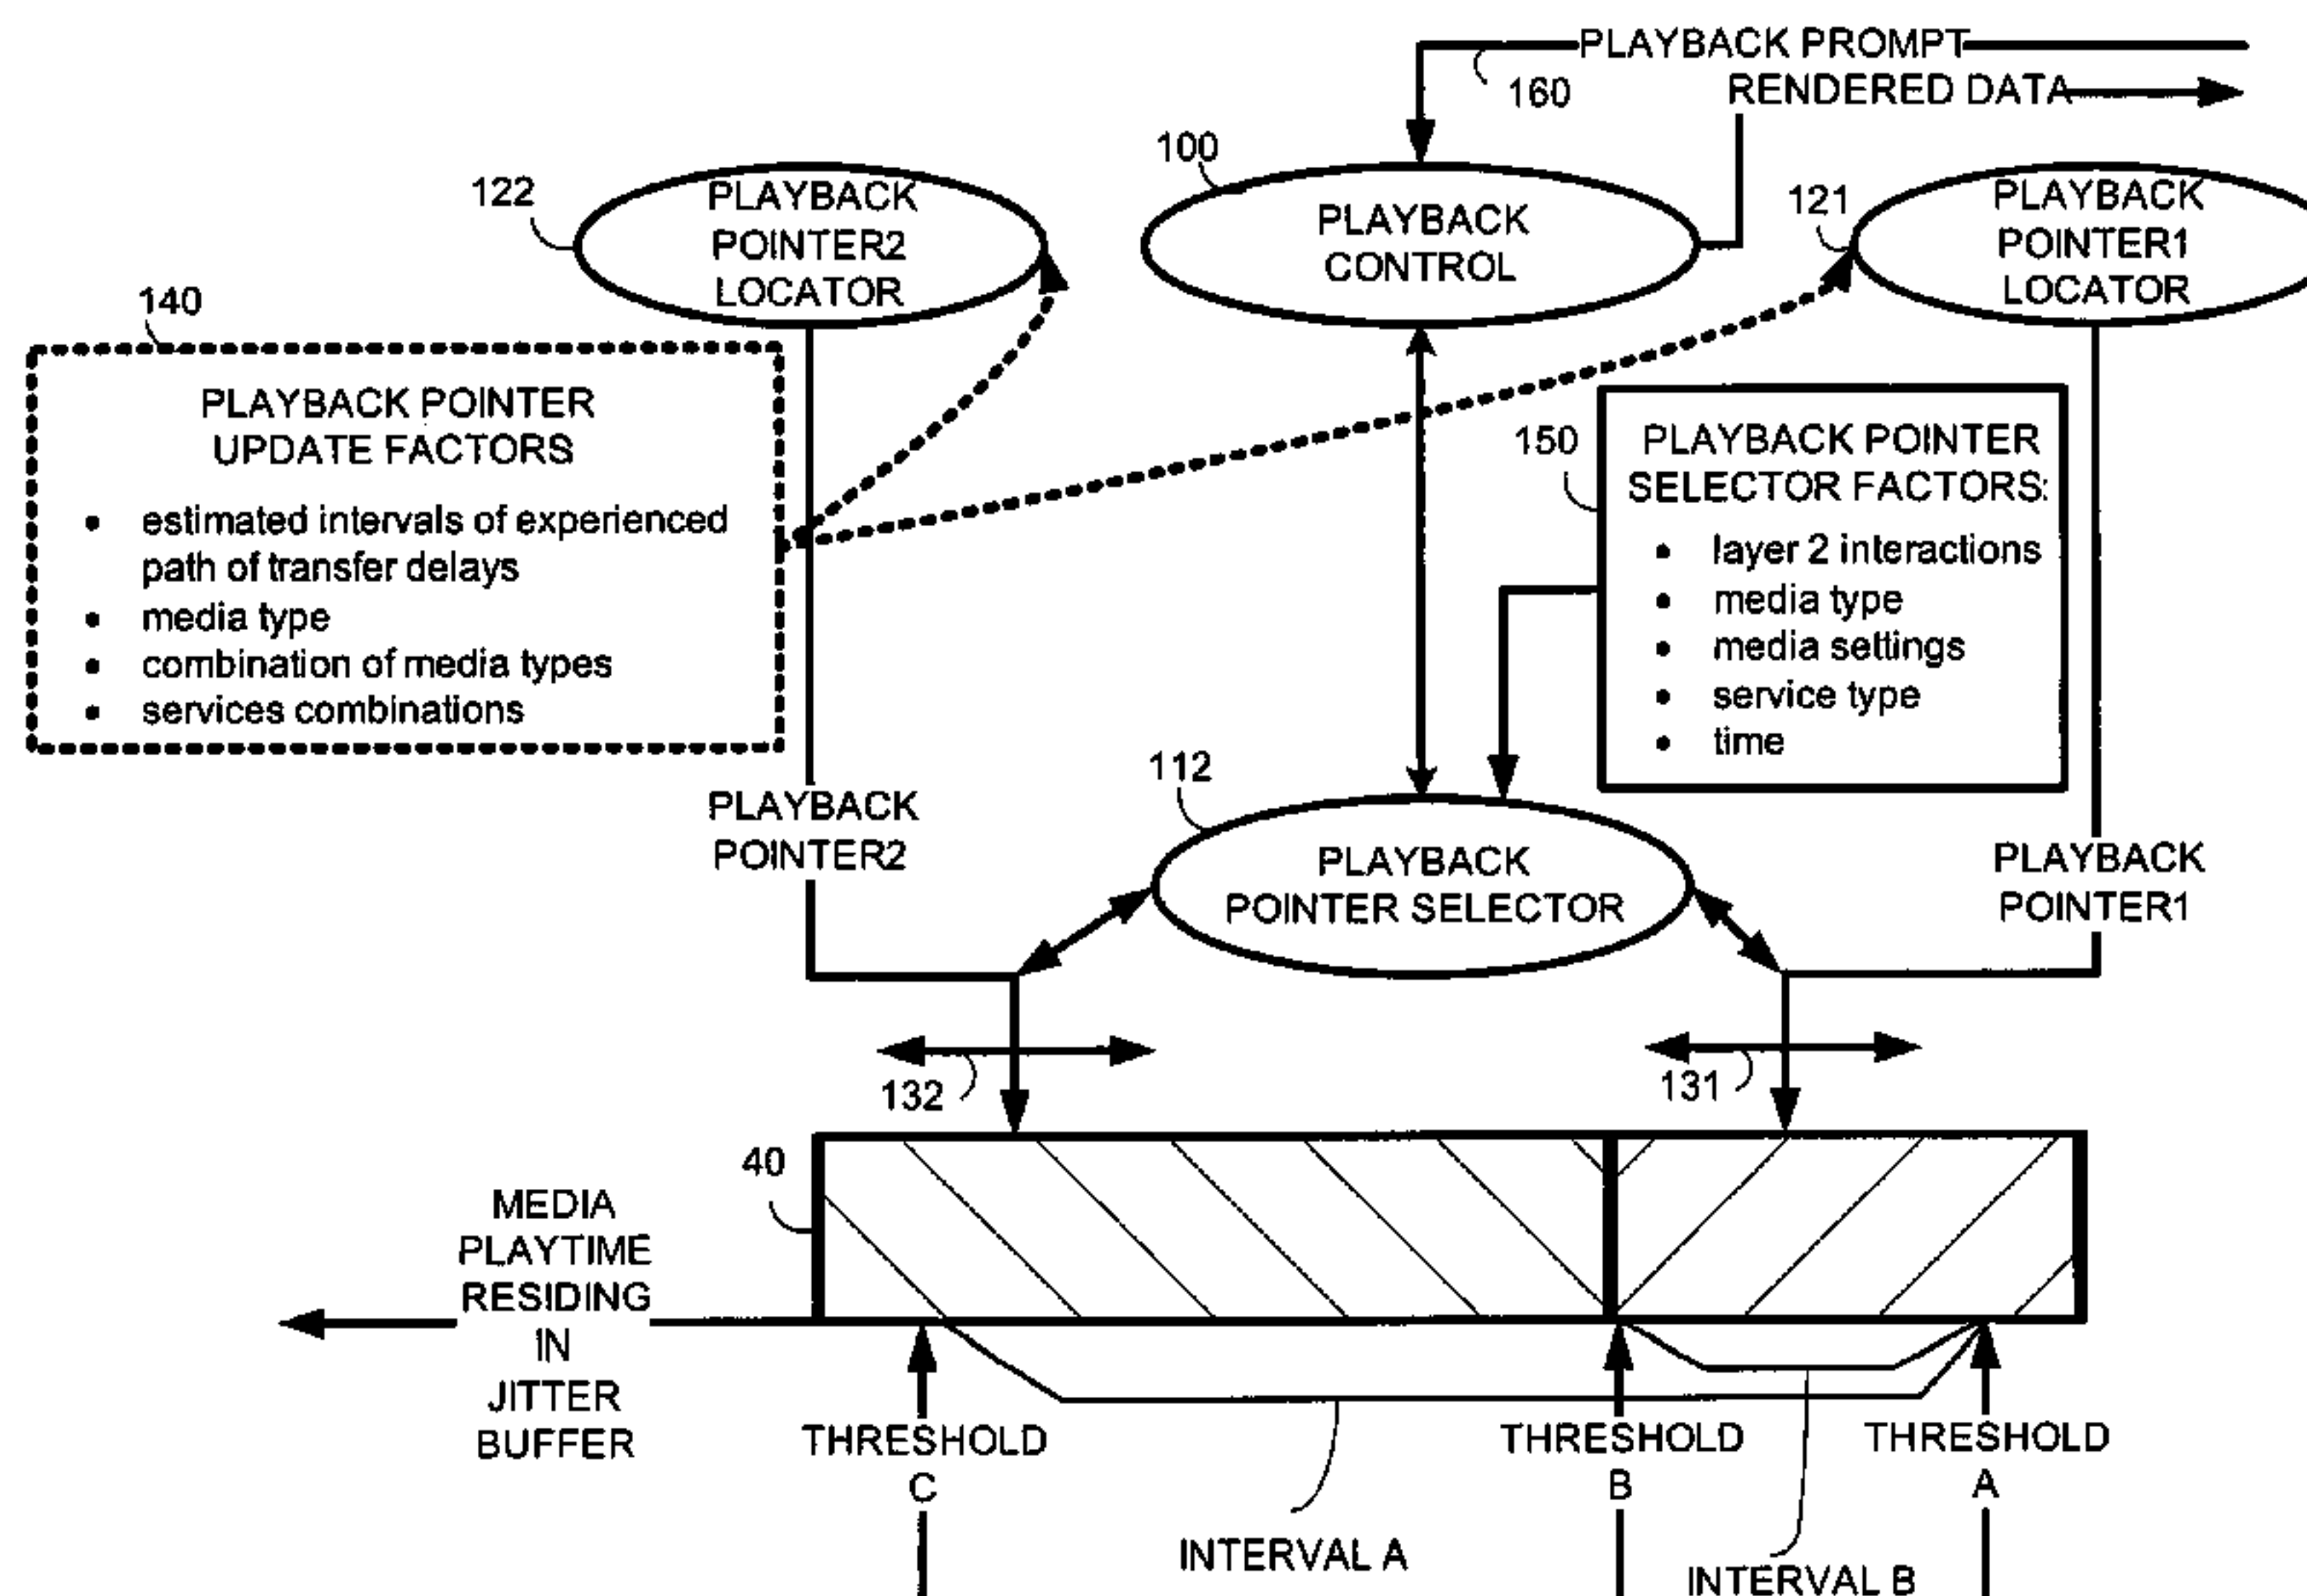 PLAYBACK PROMPT
160
RENDERED DATA
100
122
PLAYBACK
POINTER2
LOCATOR
PLAYBACK
CONTROL
121
PLAYBACK
POINTER1
LOCATOR
140
PLAYBACK POINTER
UPDATE FACTORS
• estimated intervals of experienced
path of transfer delays
• media type
• combination of media types
• services combinations
150
PLAYBACK POINTER
SELECTOR FACTORS:
• layer 2 interactions
• media type
• media settings
• service type
• time
112
PLAYBACK
POINTER2
PLAYBACK
POINTER SELECTOR
PLAYBACK
POINTER1
132
131
40
MEDIA
PLAYTIME
RESIDING
IN
JITTER
BUFFER
THRESHOLD
C
THRESHOLD
B
THRESHOLD
A
INTERVAL A
INTERVAL B